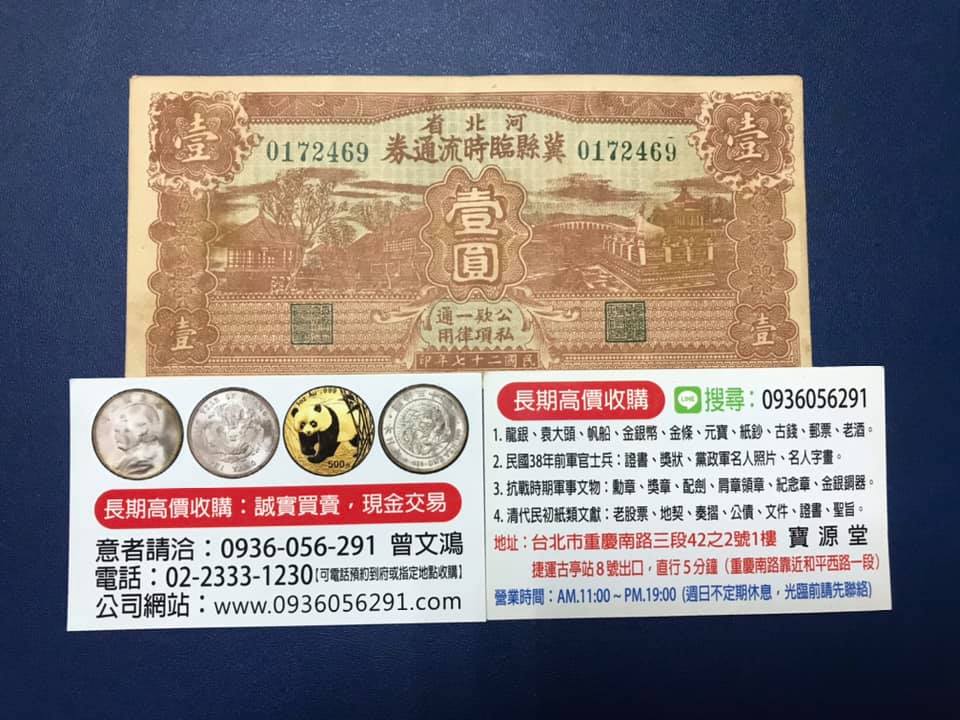 河北省
壹 0172469 冀縣臨時流通券 0172469 壹
壹圓
公私款項一律通用
壹 壹
民國二十七年印
長期高價收購：誠實買賣，現金交易
意者請洽：0936-056-291 曾文鴻
電話：02-2333-1230【可電話預約到府或指定地點收購】
公司網站：www.0936056291.com
長期高價收購 LINE 搜尋：0936056291
1. 龍銀、袁大頭、帆船、金銀幣、金條、元寶、紙鈔、古錢、郵票、老酒。
2. 民國38年前軍官士兵：證書、獎狀、黨政軍名人照片、名人字畫。
3. 抗戰時期軍事文物：勳章、獎章、配劍、肩章領章、紀念章、金銀銅器。
4. 清代民初紙類文獻：老股票、地契、奏摺、公債、文件、證書、聖旨。
地址：台北市重慶南路三段42之2號1樓 寶源堂
捷運古亭站8號出口，直行5分鐘（重慶南路靠近和平西路一段）
營業時間：AM.11:00 ~ PM.19:00 (週日不定期休息，光臨前請先聯絡)